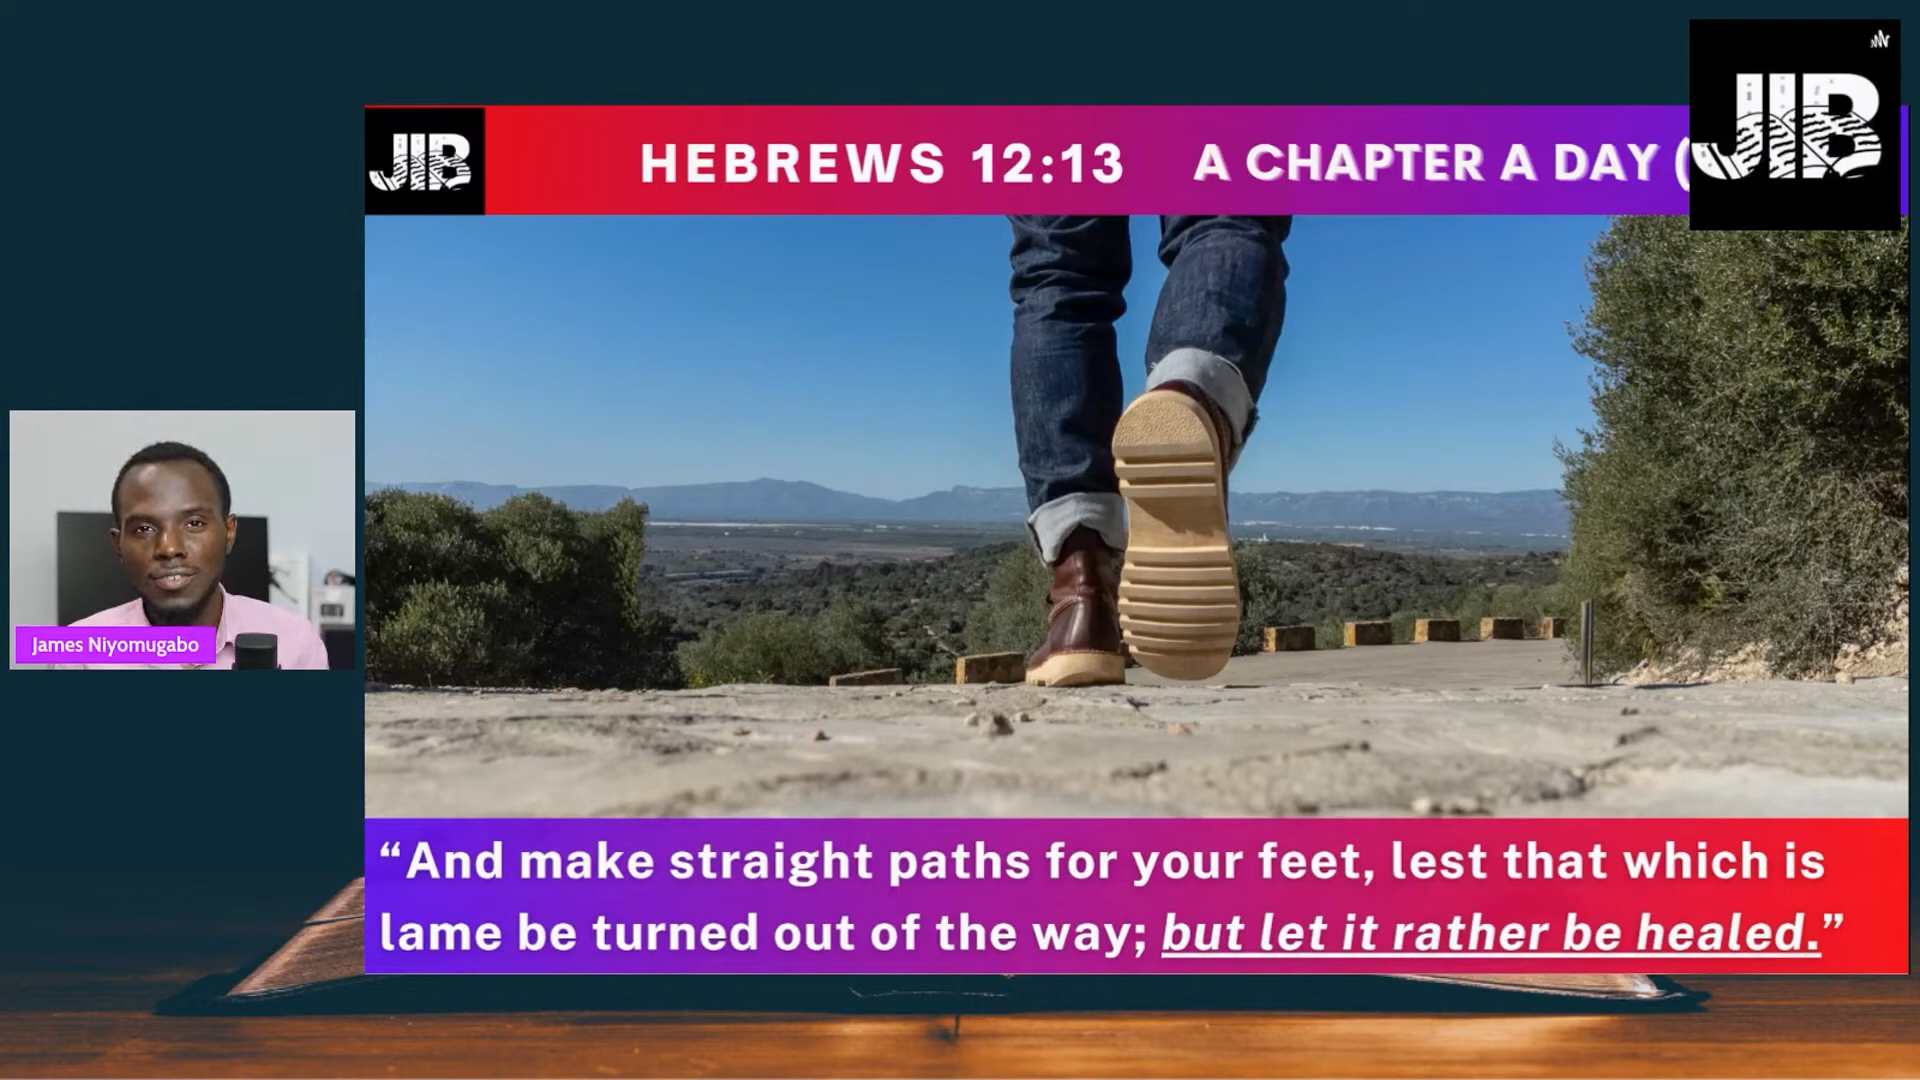 JIB
JIB
HEBREWS 12:13
A CHAPTER A DAY (
James Niyomugabo
“And make straight paths for your feet, lest that which is
lame be turned out of the way; but let it rather be healed.”